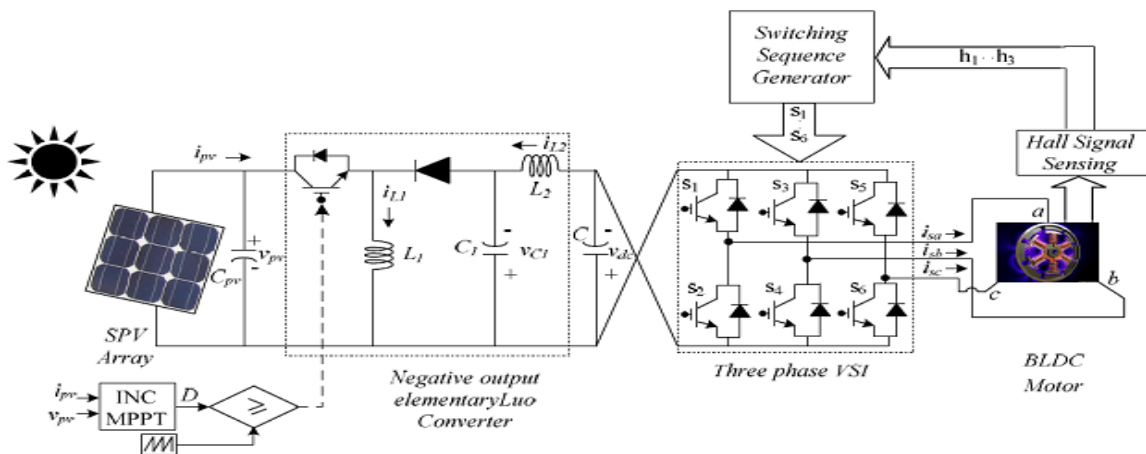 Switching
Sequence
Generator
h1 ·· h3
s1
:
s6
Hall Signal
Sensing
ipv
iL2
L2
iL1
L1
+
vpv
-
Cpv
C1
-
vC1
+
C
-
vdc
+
s1
s3
s5
s2
s4
s6
isa
isb
isc
a
b
c
SPV
Array
Negative output
elementaryLuo
Converter
Three phase VSI
BLDC
Motor
ipv
vpv
INC
MPPT
D
≥